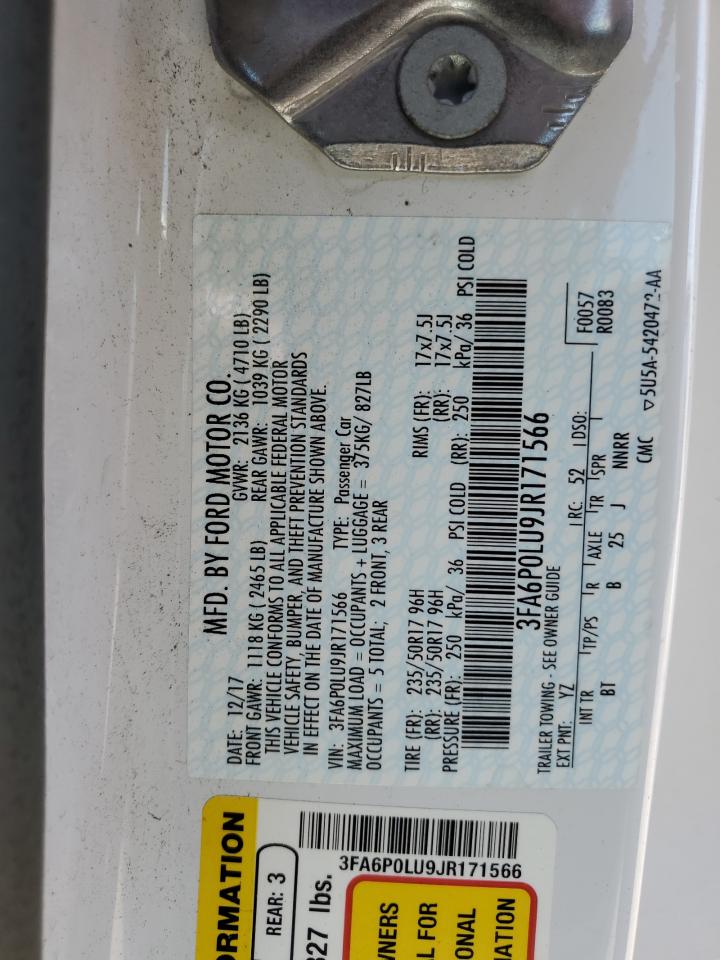 MFD. BY FORD MOTOR CO.
DATE: 12/17 GVWR: 2136 KG ( 4710 LB)
FRONT GAWR: 1118 KG ( 2465 LB) REAR GAWR: 1039 KG ( 2290 LB)
THIS VEHICLE CONFORMS TO ALL APPLICABLE FEDERAL MOTOR
VEHICLE SAFETY, BUMPER, AND THEFT PREVENTION STANDARDS
IN EFFECT ON THE DATE OF MANUFACTURE SHOWN ABOVE.
VIN: 3FA6P0LU9JR171566 TYPE: Passenger Car
MAXIMUM LOAD = OCCUPANTS + LUGGAGE = 375KG/ 827LB
OCCUPANTS = 5 TOTAL; 2 FRONT, 3 REAR
TIRE (FR): 235/50R17 96H RIMS (FR): 17x7.5J
(RR): 235/50R17 96H (RR): 17x7.5J
PRESSURE (FR): 250 kPa/ 36 PSI COLD (RR): 250 kPa/ 36 PSI COLD
3FA6P0LU9JR171566
TRAILER TOWING - SEE OWNER GUIDE
EXT PNT: YZ RC: 52 DSO:
F0057
R0083
INT TR TP/PS R AXLE TR SPR
BT B 25 J NNRR
CMC 5U5A-5420472-AA
ORMATION
REAR: 3
327 lbs.
3FA6P0LU9JR171566
WNERS
L FOR
ONAL
ATION